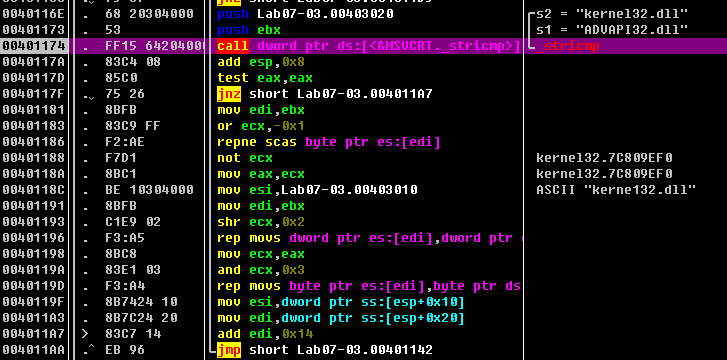 0040116E . 68 20304000 push Lab07-03.00403020 s2 = "kernel32.dll"
00401173 . 53 push ebx s1 = "ADVAPI32.dll"
00401174 . FF15 64204000 call dword ptr ds:[<&MSVCRT._stricmp>] _stricmp
0040117A . 83C4 08 add esp,0x8
0040117D . 85C0 test eax,eax
0040117F .⌄ 75 26 jnz short Lab07-03.004011A7
00401181 . 8BFB mov edi,ebx
00401183 . 83C9 FF or ecx,-0x1
00401186 . F2:AE repne scas byte ptr es:[edi]
00401188 . F7D1 not ecx kernel32.7C809EF0
0040118A . 8BC1 mov eax,ecx kernel32.7C809EF0
0040118C . BE 10304000 mov esi,Lab07-03.00403010 ASCII "kerne132.dll"
00401191 . 8BFB mov edi,ebx
00401193 . C1E9 02 shr ecx,0x2
00401196 . F3:A5 rep movs dword ptr es:[edi],dword ptr
00401198 . 8BC8 mov ecx,eax
0040119A . 83E1 03 and ecx,0x3
0040119D . F3:A4 rep movs byte ptr es:[edi],byte ptr ds
0040119F . 8B7424 10 mov esi,dword ptr ss:[esp+0x10]
004011A3 . 8B7C24 20 mov edi,dword ptr ss:[esp+0x20]
004011A7 > 83C7 14 add edi,0x14
004011AA .^ EB 96 jmp short Lab07-03.00401142